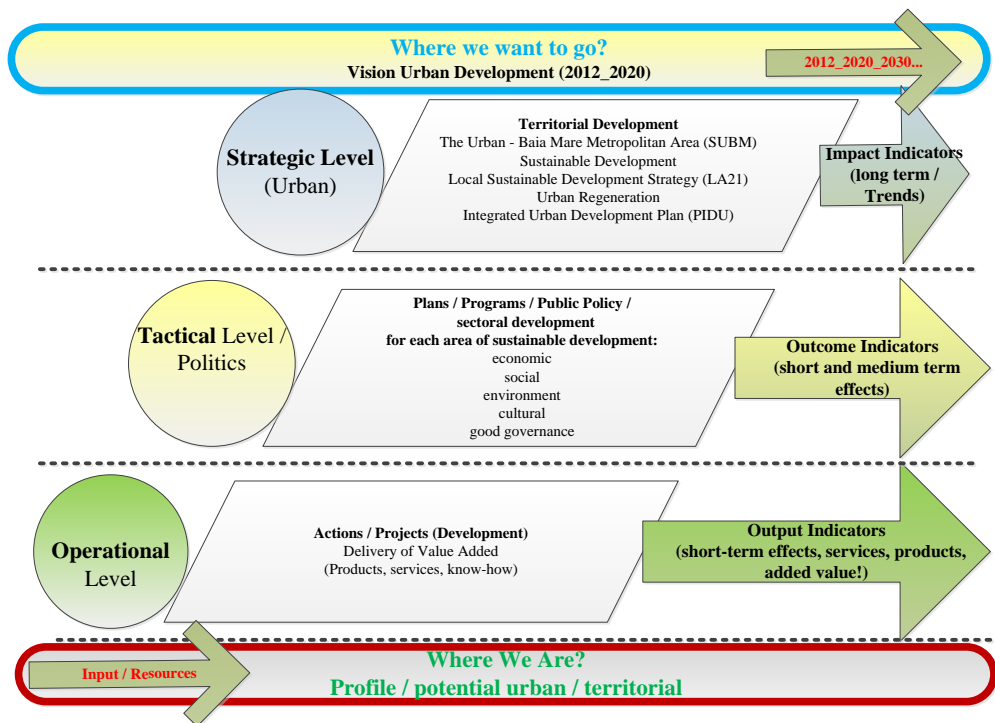 Where we want to go?
Vision Urban Development (2012_2020)
2012_2020_2030...
Strategic Level
(Urban)
Territorial Development
The Urban - Baia Mare Metropolitan Area (SUBM)
Sustainable Development
Local Sustainable Development Strategy (LA21)
Urban Regeneration
Integrated Urban Development Plan (PIDU)
Impact Indicators
(long term /
Trends)
Tactical Level /
Politics
Plans / Programs / Public Policy /
sectoral development
for each area of sustainable development:
economic
social
environment
cultural
good governance
Outcome Indicators
(short and medium term
effects)
Operational
Level
Actions / Projects (Development)
Delivery of Value Added
(Products, services, know-how)
Output Indicators
(short-term effects, services, products,
added value!)
Input / Resources
Where We Are?
Profile / potential urban / territorial